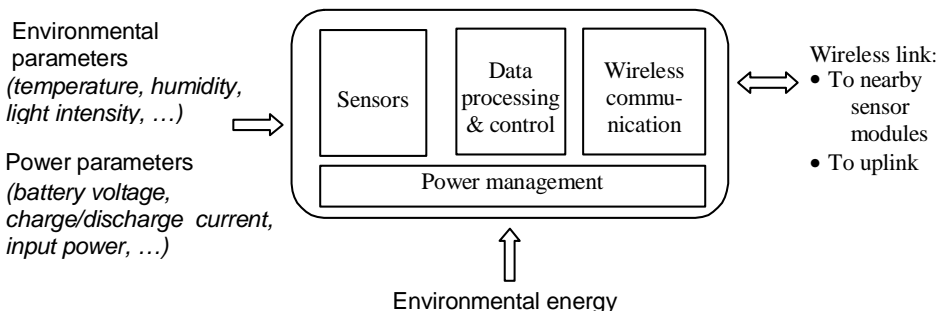 Environmental
parameters
(temperature, humidity,
light intensity, …)
Power parameters
(battery voltage,
charge/discharge current,
input power, …)
Sensors
Data
processing
& control
Wireless
commu-
nication
Power management
Wireless link:
• To nearby
sensor
modules
• To uplink
Environmental energy